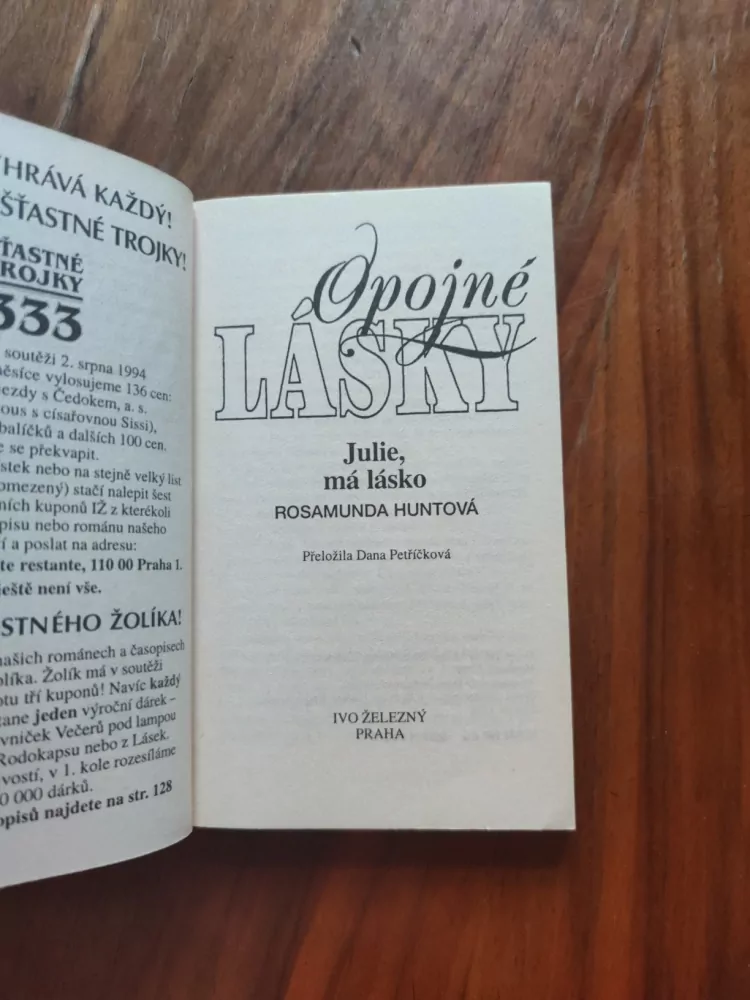 HRÁVÁ KAŽDÝ!
ŠŤASTNÉ TROJKY!
ŤASTNÉ
ROJKY
333
soutěži 2. srpna 1994
ěsíce vylosujeme 136 cen:
jezdy s Čedokem, a. s.
ous s císařovnou Sissi),
balíčků a dalších 100 cen.
e se překvapit.
stek nebo na stejně velký list
omezený) stačí nalepit šest
ních kuponů IŽ z kterékoli
pisu nebo románu našeho
í a poslat na adresu:
te restante, 110 00 Praha 1.
ještě není vše.
STNÉHO ŽOLÍKA!
našich románech a časopisech
olíka. Žolík má v soutěži
otu tří kuponů! Navíc každý
tane jeden výroční dárek –
vníček Večerů pod lampou
Rodokapsu nebo z Lásek.
vostí, v 1. kole rozesíláme
0 000 dárků.
opisů najdete na str. 128
Opojné
LÁSKY
Julie,
má lásko
ROSAMUNDA HUNTOVÁ
Přeložila Dana Petříčková
IVO ŽELEZNÝ
PRAHA